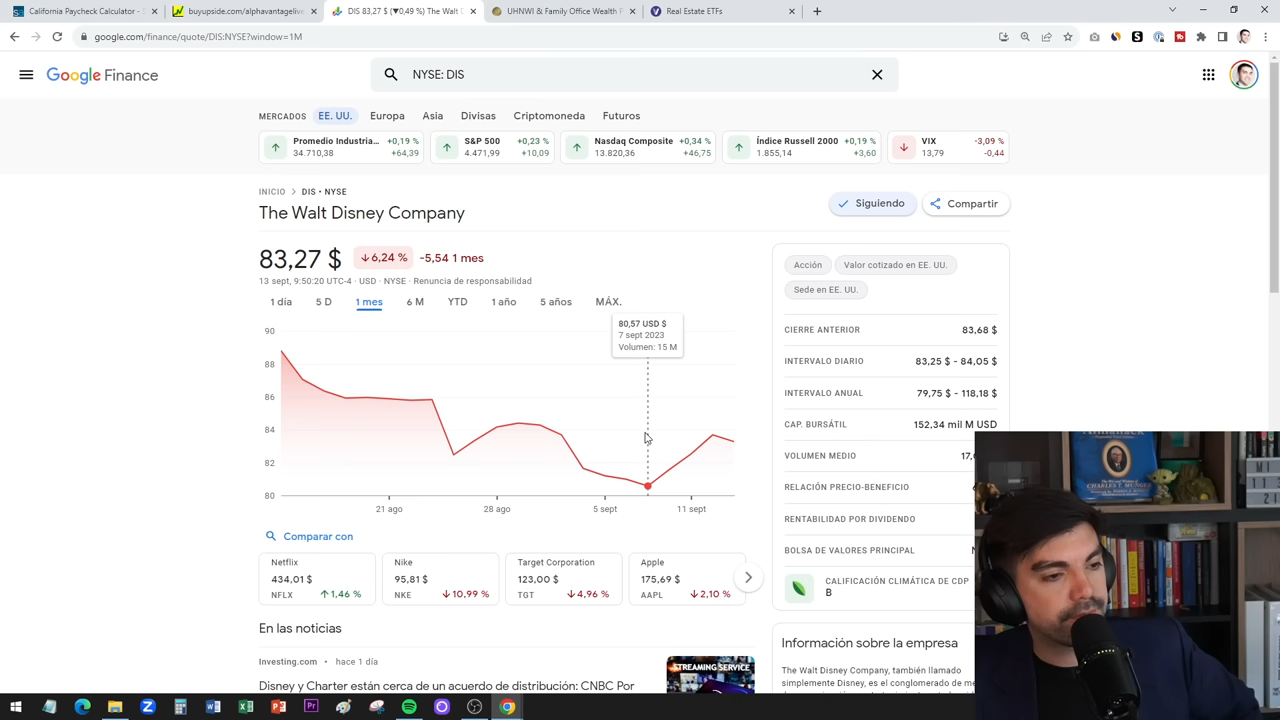 California Paycheck Calculator - S
buyupside.com/alphavantagelive
DIS 83,27 $ (▼0,49 %) The Walt D
UHNWI & Family Office Wealth P
Real Estate ETFs
google.com/finance/quote/DIS:NYSE?window=1M
Google Finance
NYSE: DIS
MERCADOS
EE. UU.
Europa
Asia
Divisas
Criptomoneda
Futuros
Promedio Industria... +0,19 %
34.710,38 +64,39
S&P 500 +0,23 %
4.471,99 +10,09
Nasdaq Composite +0,34 %
13.820,36 +46,75
Índice Russell 2000 +0,19 %
1.855,14 +3,60
VIX -3,09 %
13,79 -0,44
INICIO > DIS • NYSE
The Walt Disney Company
Siguiendo
Compartir
83,27 $ ↓6,24 % -5,54 1 mes
13 sept, 9:50:20 UTC-4 · USD · NYSE · Renuncia de responsabilidad
1 día
5 D
1 mes
6 M
YTD
1 año
5 años
MÁX.
80,57 USD $
7 sept 2023
Volumen: 15 M
90
88
86
84
82
80
21 ago
28 ago
5 sept
11 sept
Acción
Valor cotizado en EE. UU.
Sede en EE. UU.
CIERRE ANTERIOR 83,68 $
INTERVALO DIARIO 83,25 $ - 84,05 $
INTERVALO ANUAL 79,75 $ - 118,18 $
CAP. BURSÁTIL 152,34 mil M USD
VOLUMEN MEDIO 17,
RELACIÓN PRECIO-BENEFICIO
RENTABILIDAD POR DIVIDENDO
BOLSA DE VALORES PRINCIPAL
CALIFICACIÓN CLIMÁTICA DE CDP
B
Comparar con
Netflix
434,01 $
NFLX ↑1,46 %
Nike
95,81 $
NKE ↓10,99 %
Target Corporation
123,00 $
TGT ↓4,96 %
Apple
175,69 $
AAPL ↓2,10 %
En las noticias
Investing.com • hace 1 día
Disney y Charter están cerca de un acuerdo de distribución: CNBC Por
STREAMING SERVICE
Información sobre la empresa
The Walt Disney Company, también llamado
simplemente Disney, es el conglomerado de me
CHARLES T. MUNGER